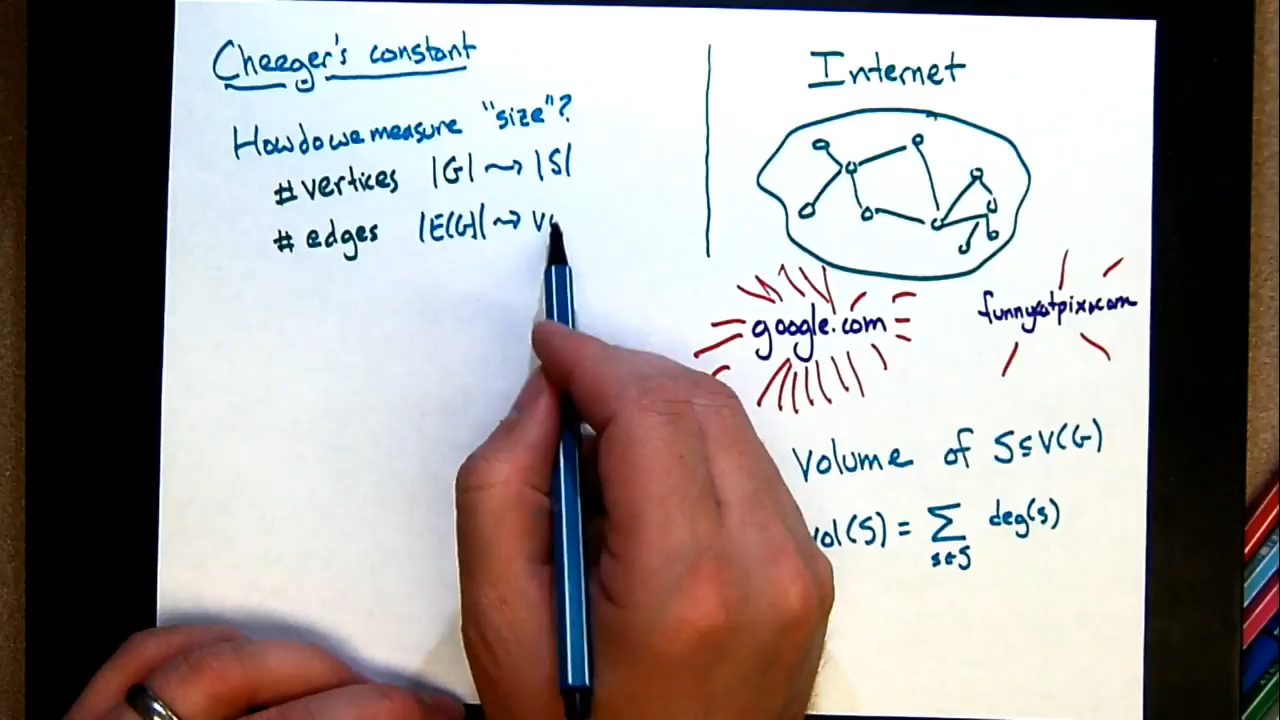 Cheeger's constant
How do we measure "size"?
# vertices |G| ⇝ |S|
# edges |E(G)| ⇝ v
Internet
google.com
funnycatpix.com
Volume of S⊆V(G)
vol(S) = ∑ deg(s)
s∈S